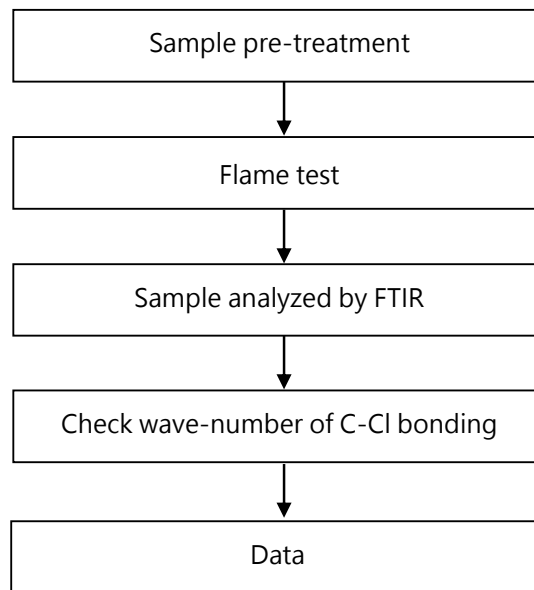 Sample pre-treatment
Flame test
Sample analyzed by FTIR
Check wave-number of C-Cl bonding
Data